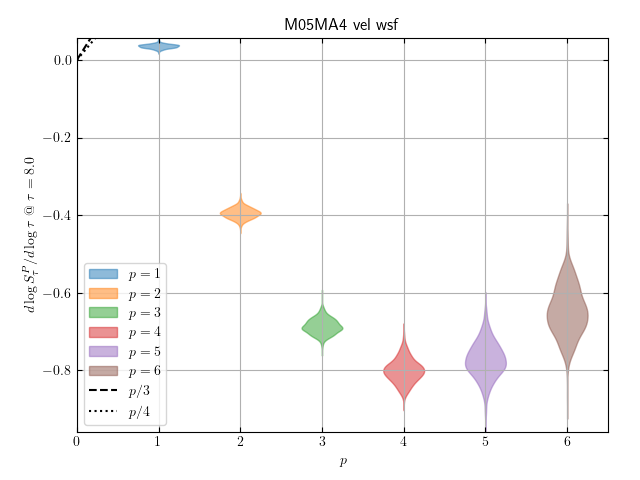 M05MA4 vel wsf
d log S_τ^P / d log τ @ τ = 8.0
0.0
−0.2
−0.4
−0.6
−0.8
p = 1
p = 2
p = 3
p = 4
p = 5
p = 6
p/3
p/4
0 1 2 3 4 5 6
p